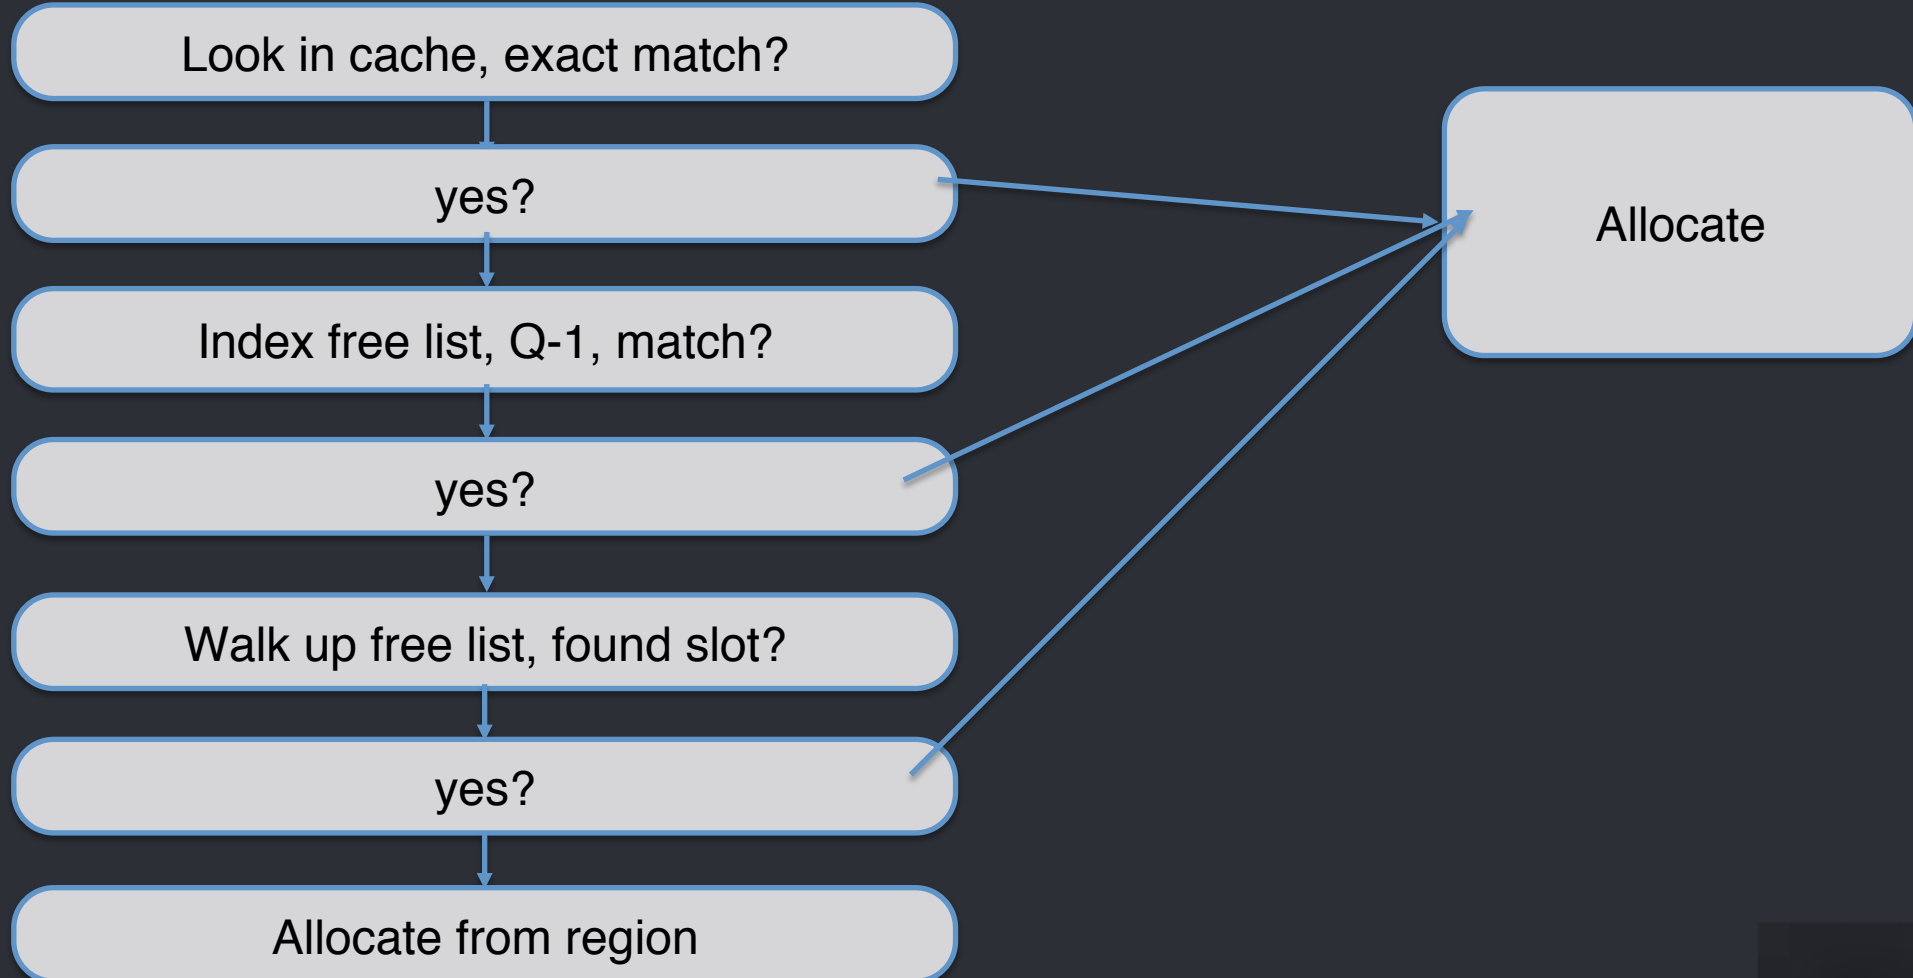 Look in cache, exact match?
yes?
Allocate
Index free list, Q-1, match?
yes?
Walk up free list, found slot?
yes?
Allocate from region